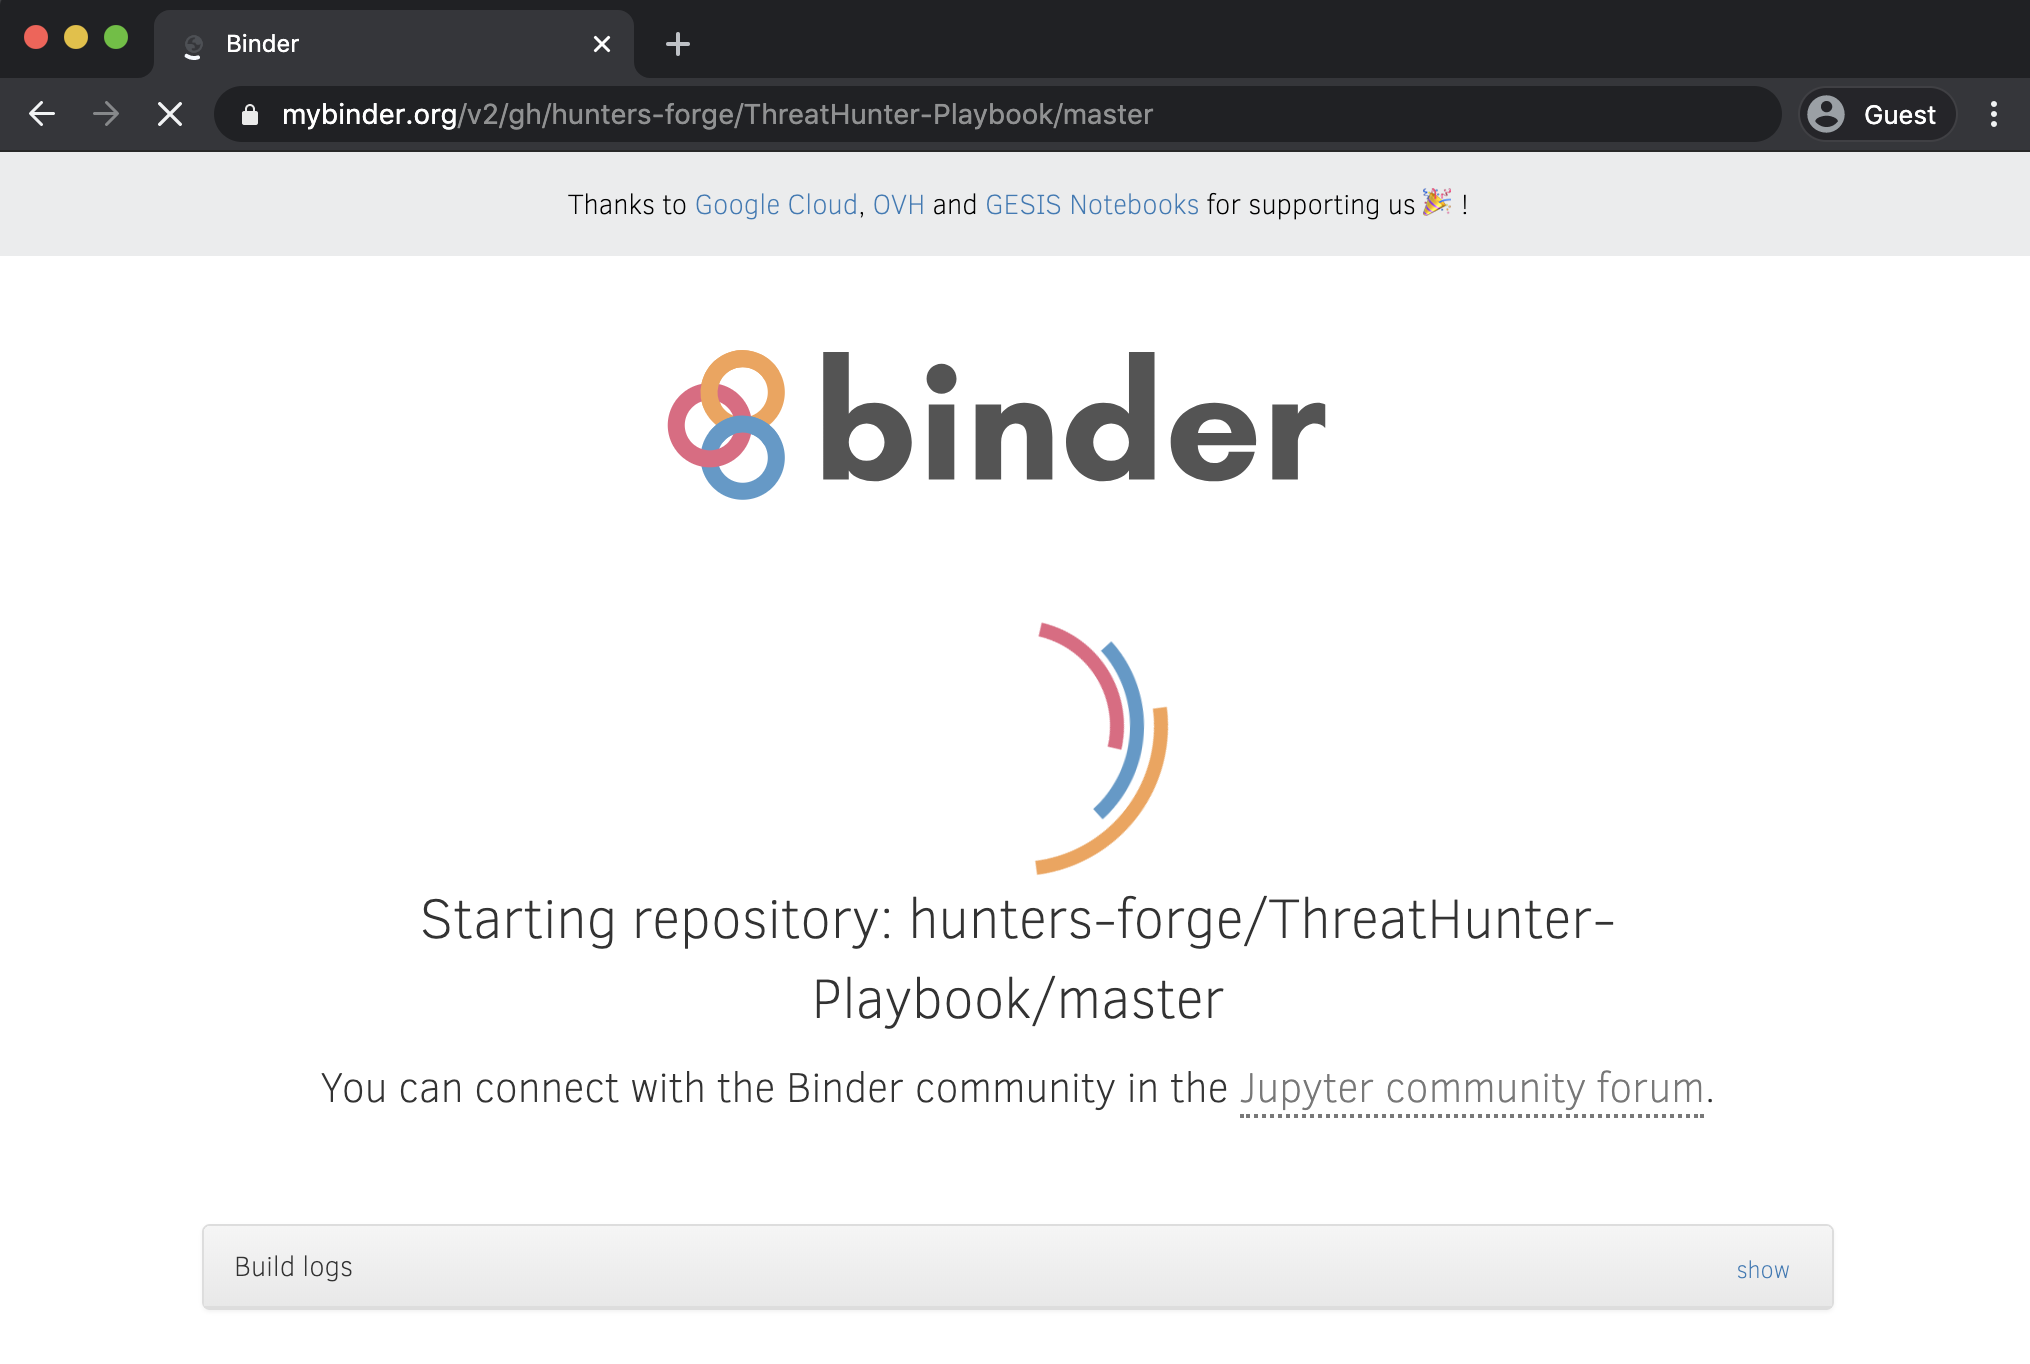 Binder
mybinder.org/v2/gh/hunters-forge/ThreatHunter-Playbook/master
Guest
Thanks to Google Cloud, OVH and GESIS Notebooks for supporting us 🎉 !
binder
Starting repository: hunters-forge/ThreatHunter-
Playbook/master
You can connect with the Binder community in the Jupyter community forum.
Build logs
show